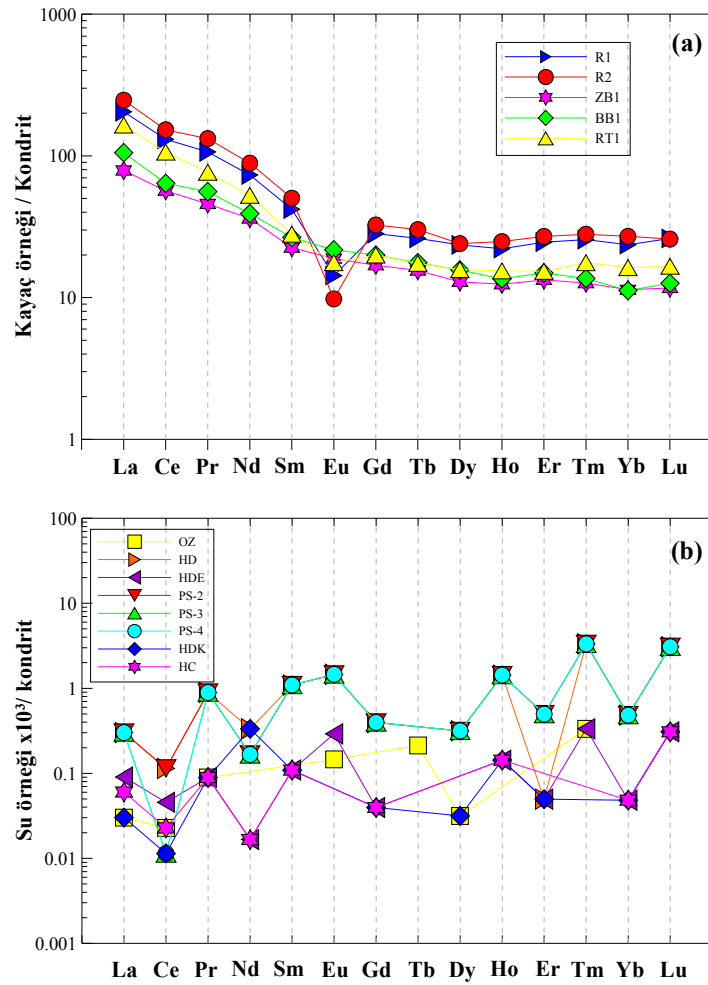 1000
(a)
R1
R2
ZB1
BB1
RT1
100
10
1
Kayaç örneği / Kondrit
La Ce Pr Nd Sm Eu Gd Tb Dy Ho Er Tm Yb Lu
100
(b)
OZ
HD
HDE
PS-2
PS-3
PS-4
HDK
HC
10
1
0.1
0.01
0.001
Su örneği x10³/ kondrit
La Ce Pr Nd Sm Eu Gd Tb Dy Ho Er Tm Yb Lu